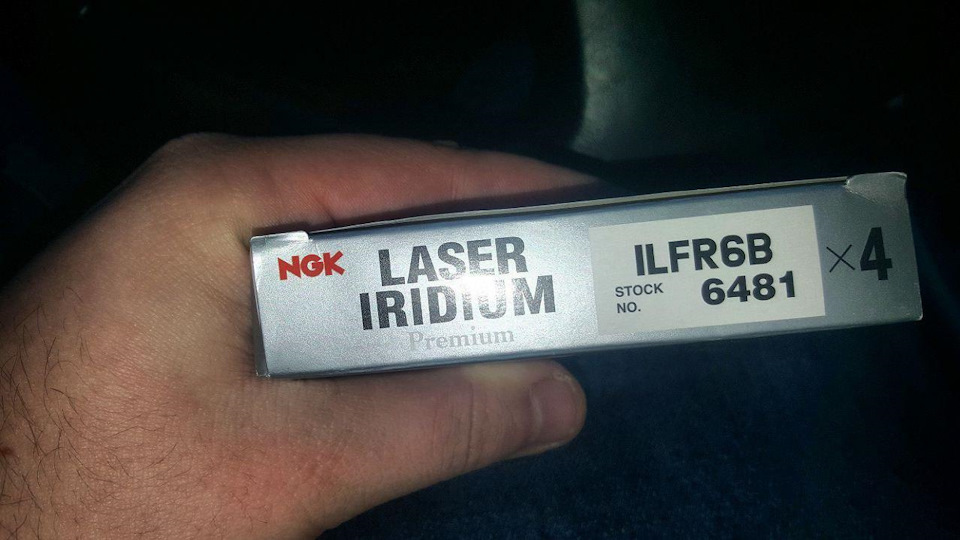 NGK
LASER
IRIDIUM
Premium
ILFR6B
STOCK
NO.
6481
×4